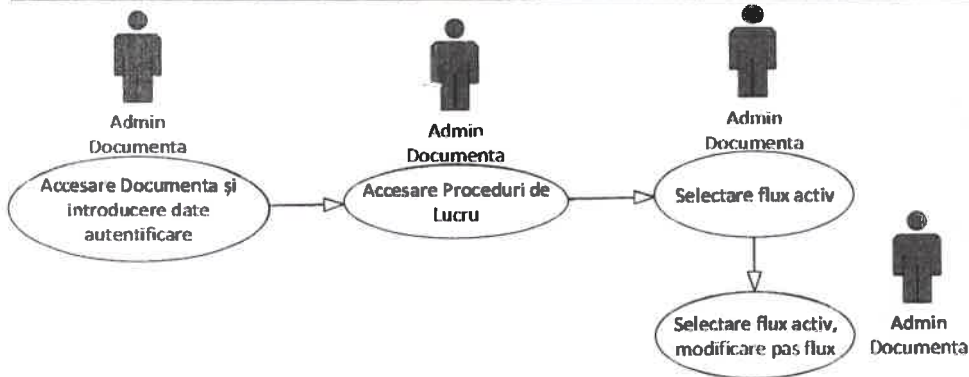 Admin
Documenta
Accesare Documenta și
introducere date
autentificare
Admin
Documenta
Accesare Proceduri de
Lucru
Admin
Documenta
Selectare flux activ
Selectare flux activ,
modificare pas flux
Admin
Documenta